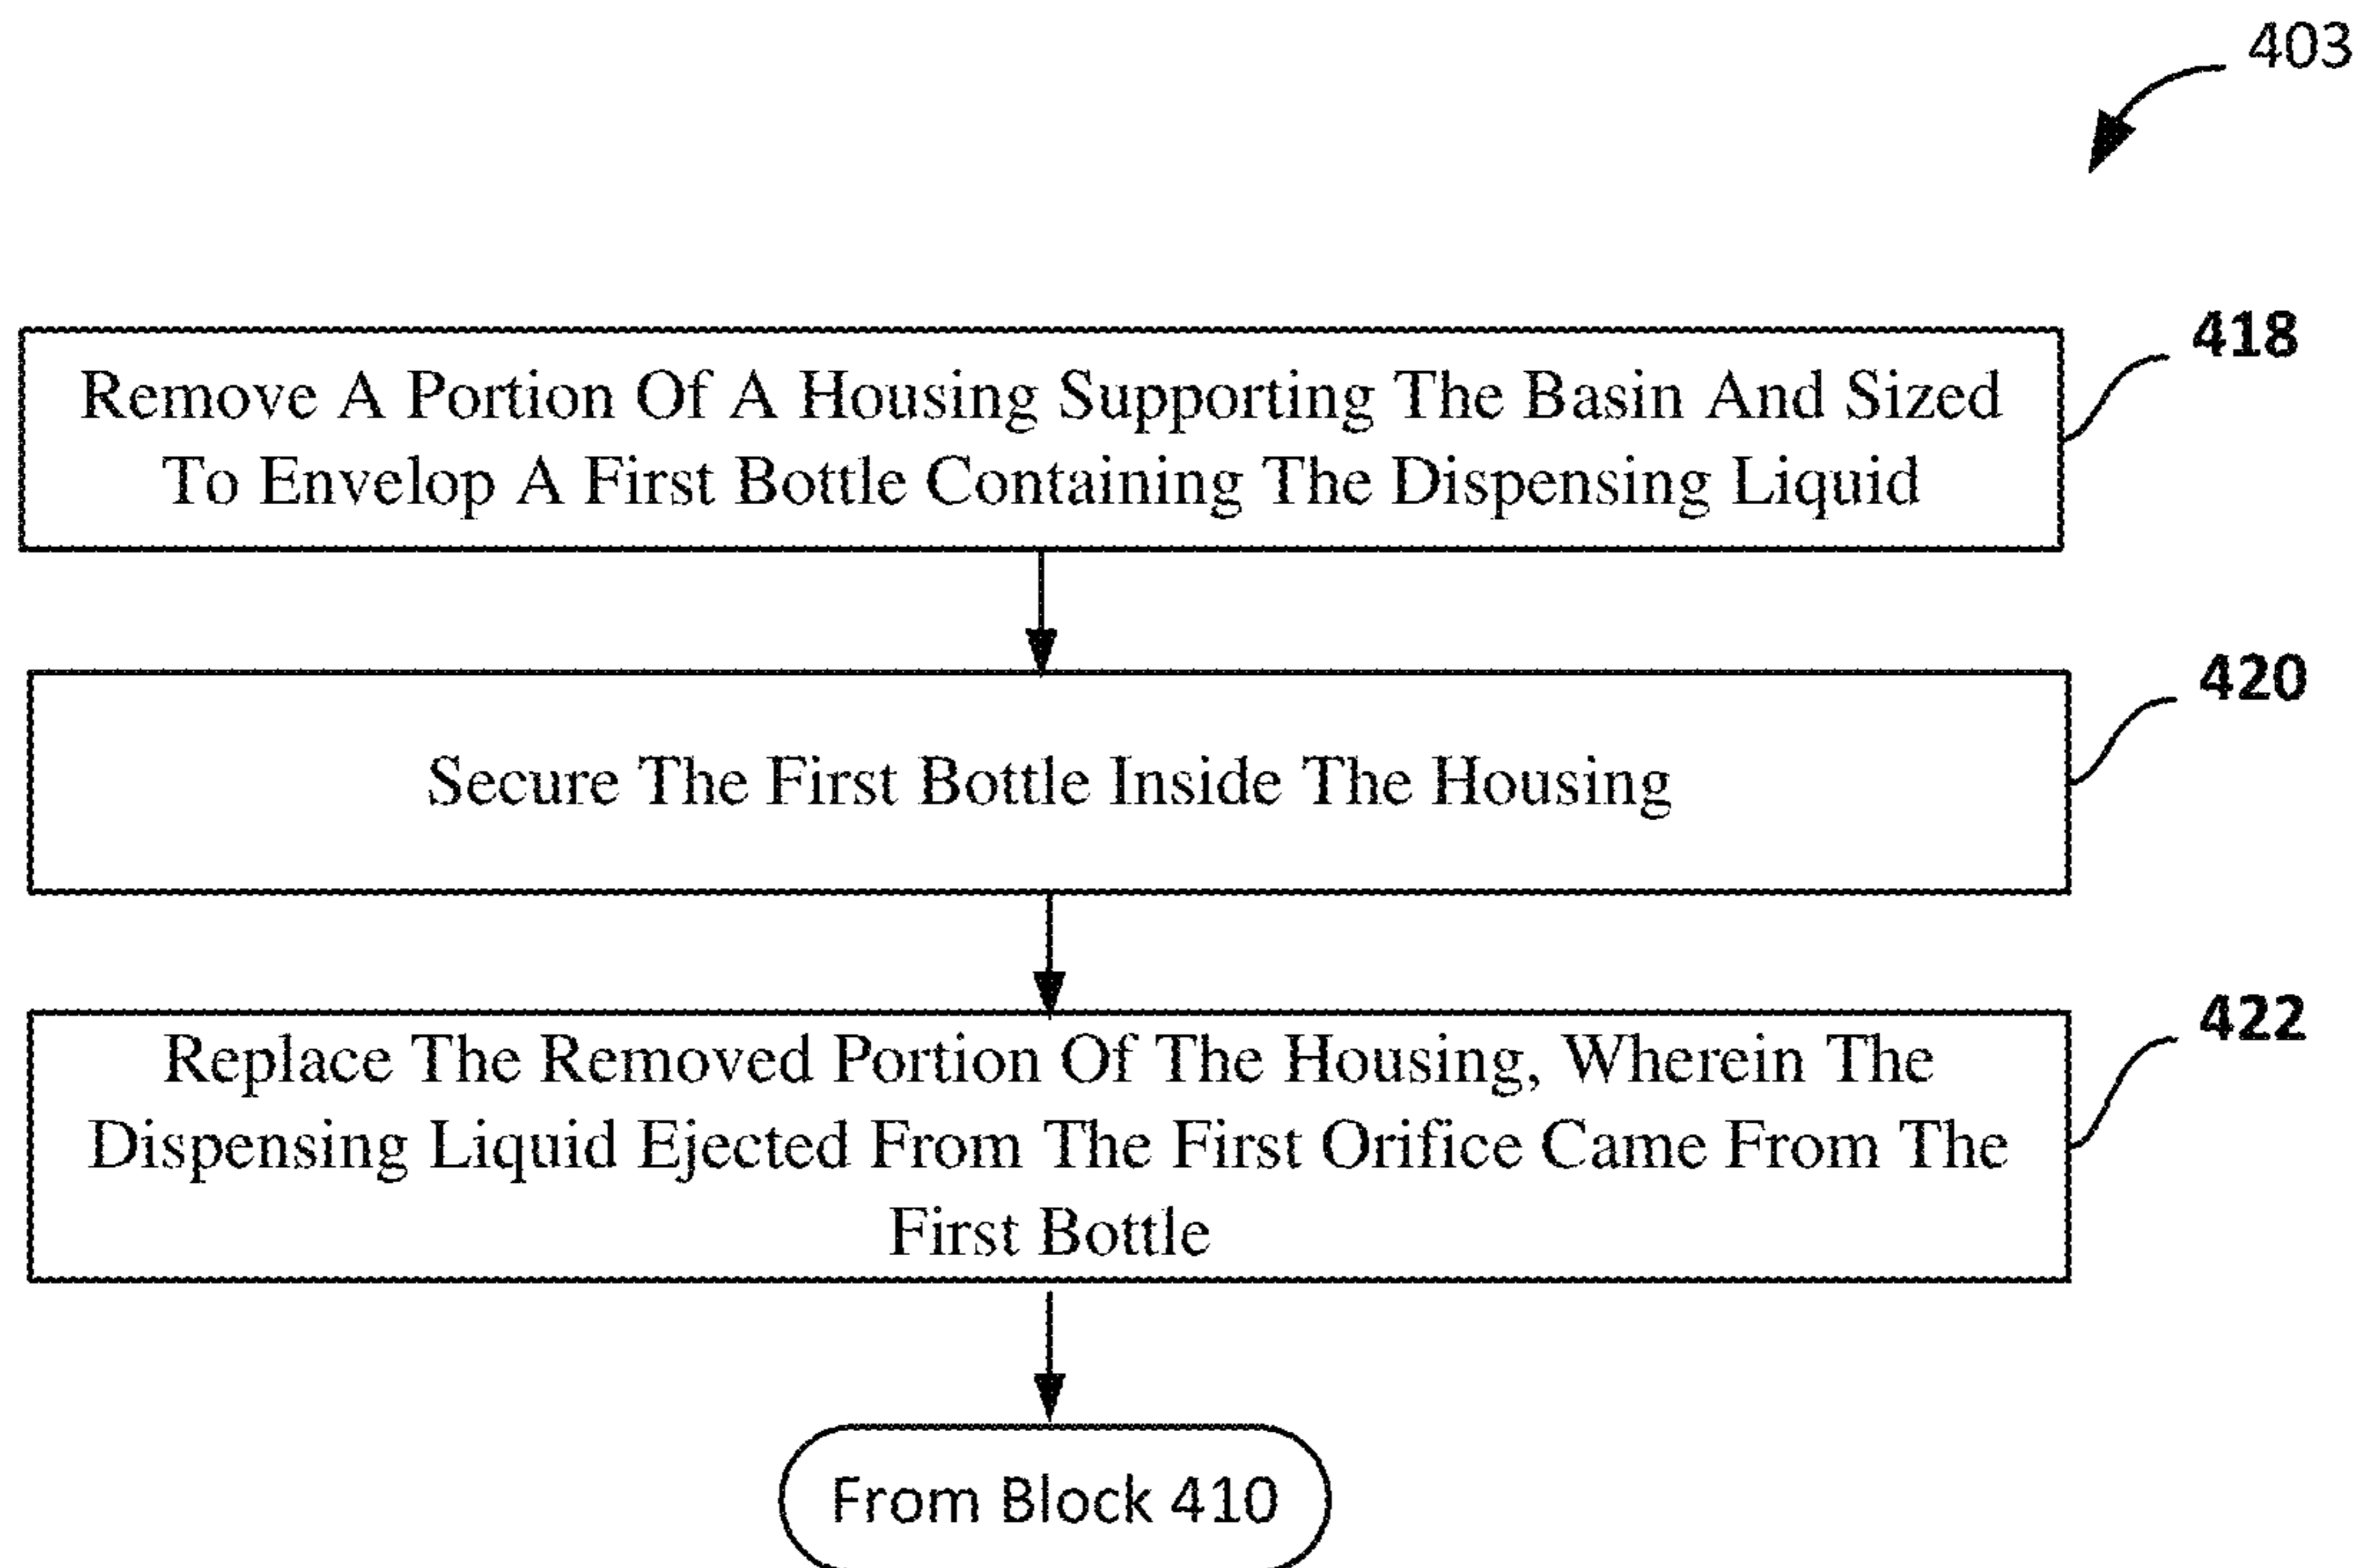 403
418
Remove A Portion Of A Housing Supporting The Basin And Sized
To Envelop A First Bottle Containing The Dispensing Liquid
420
Secure The First Bottle Inside The Housing
422
Replace The Removed Portion Of The Housing, Wherein The
Dispensing Liquid Ejected From The First Orifice Came From The
First Bottle
From Block 410